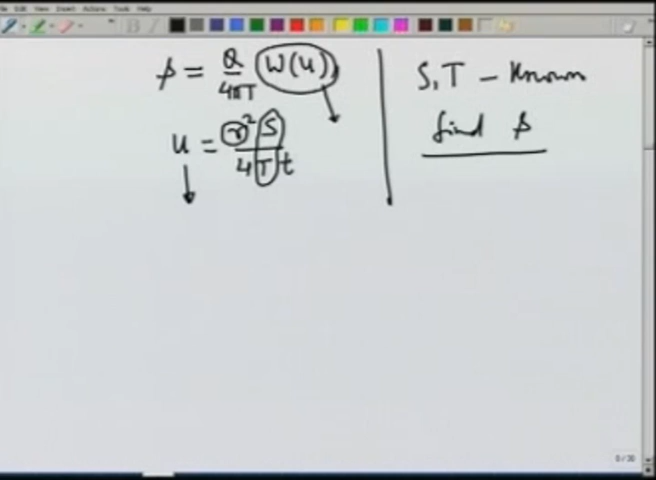 s = Q/4πT W(u),
u = r²S/4Tt
S, T - Known
find s